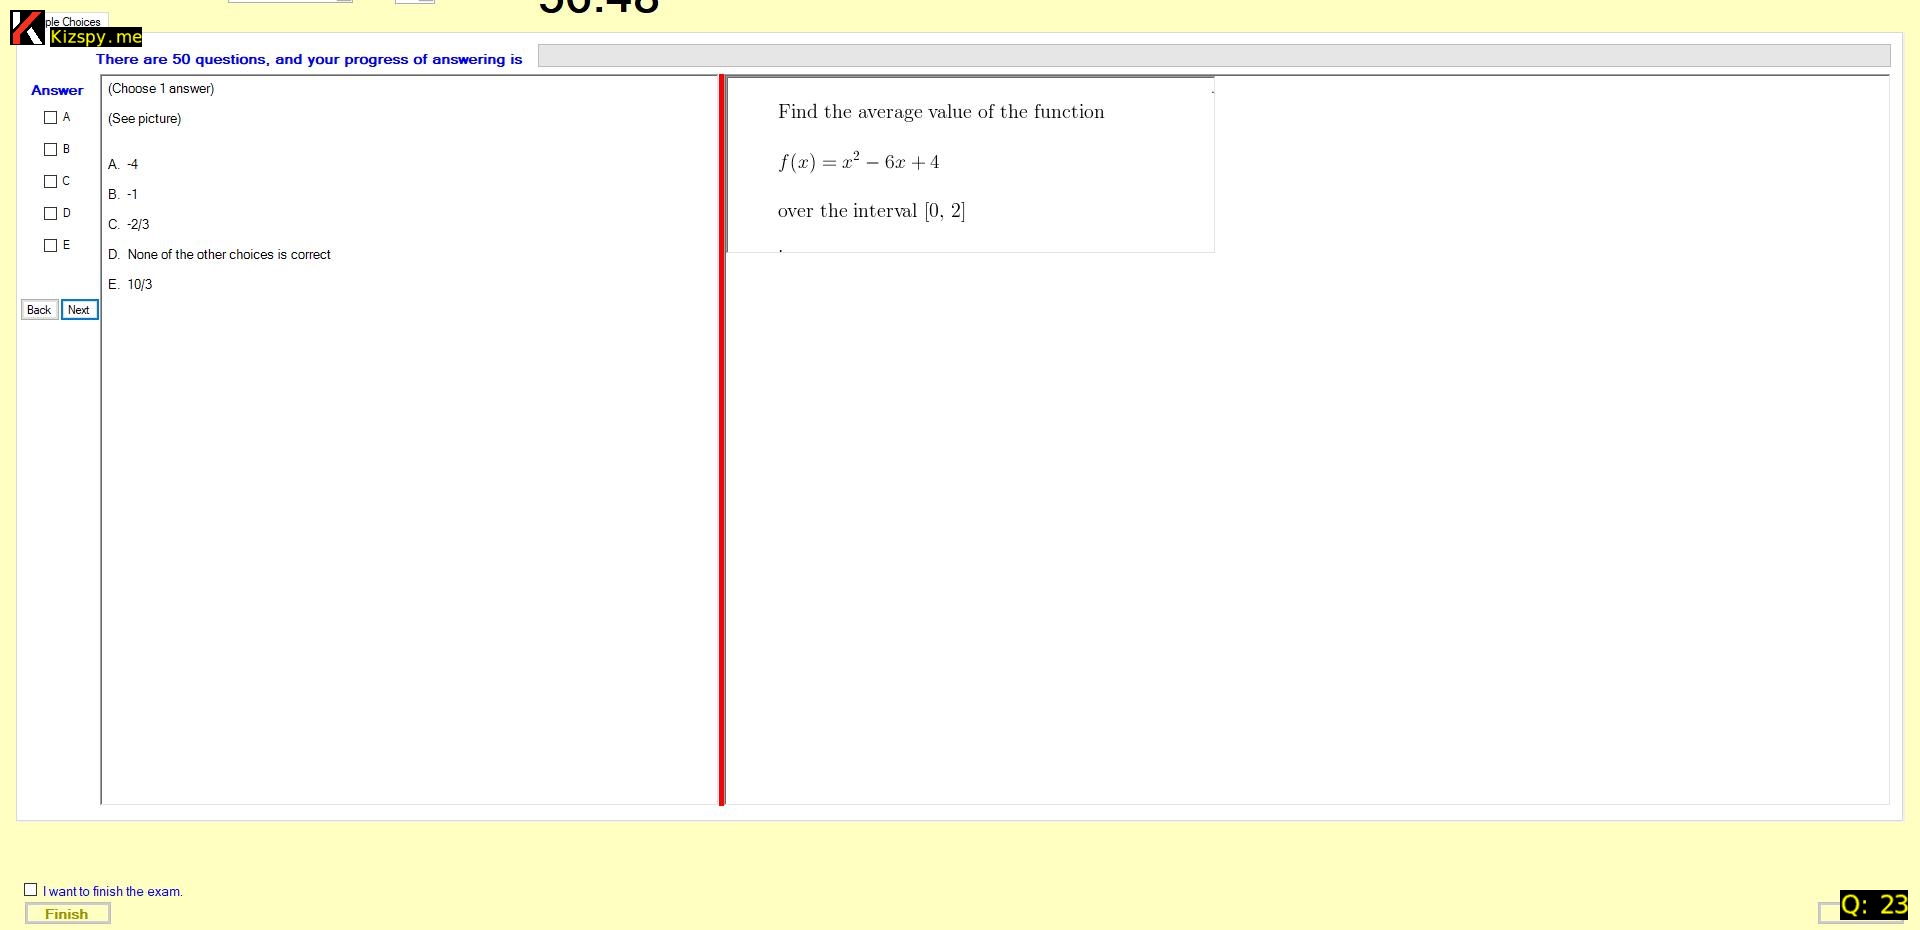 ple Choices
Kizspy.me
There are 50 questions, and your progress of answering is
Answer
A
B
C
D
E
Back Next
(Choose 1 answer)
(See picture)
A. -4
B. -1
C. -2/3
D. None of the other choices is correct
E. 10/3
Find the average value of the function
f(x) = x² − 6x + 4
over the interval [0, 2]
.
I want to finish the exam.
Finish
Q: 23